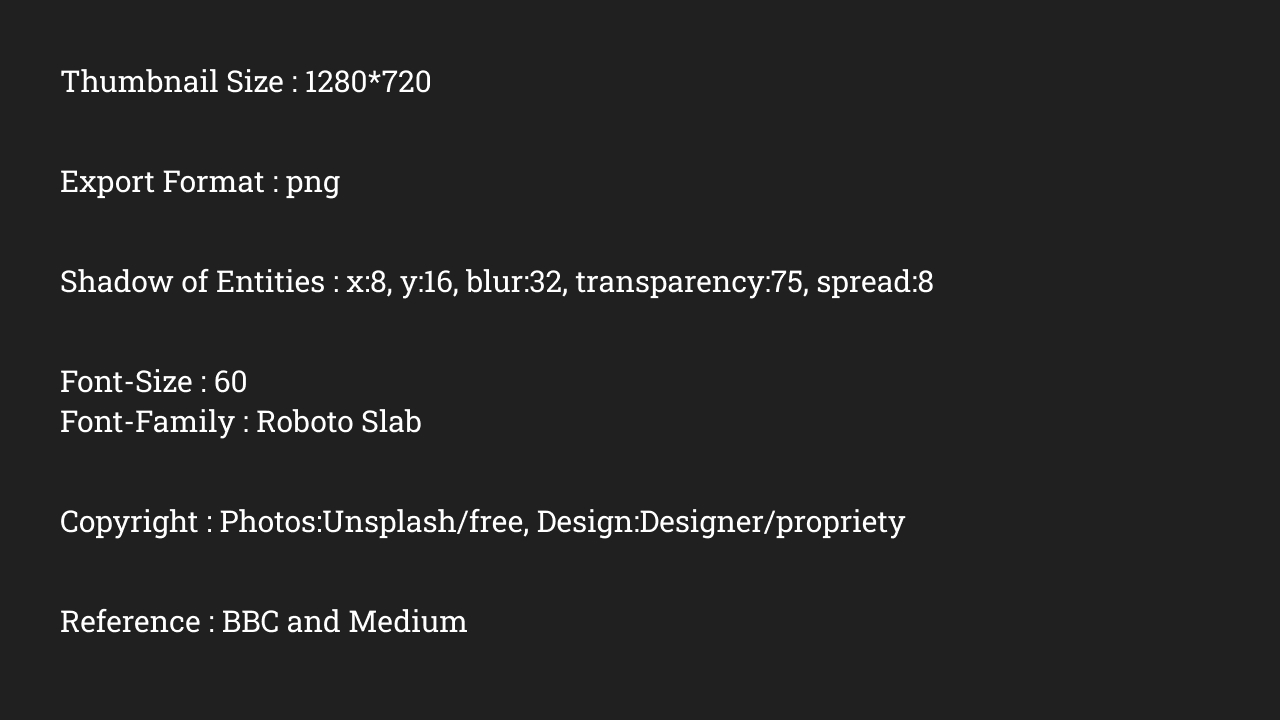 Thumbnail Size : 1280*720
Export Format : png
Shadow of Entities : x:8, y:16, blur:32, transparency:75, spread:8
Font-Size : 60
Font-Family : Roboto Slab
Copyright : Photos:Unsplash/free, Design:Designer/propriety
Reference : BBC and Medium